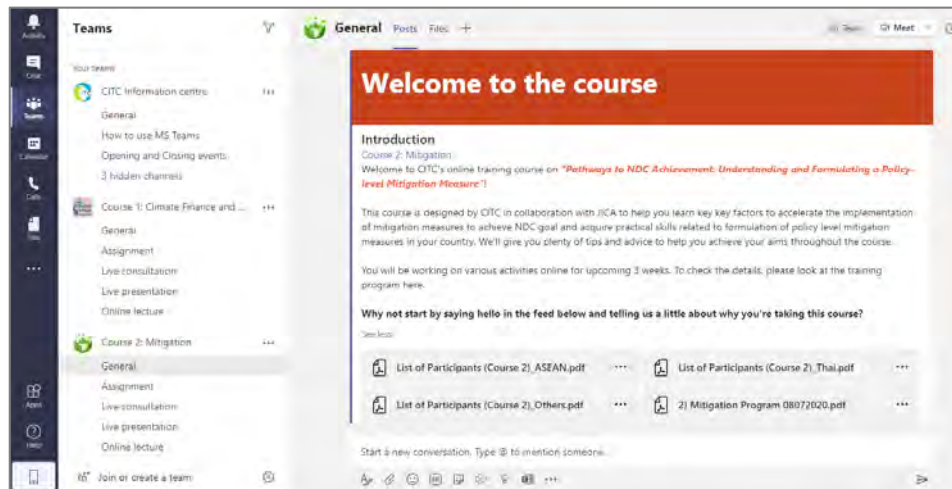 Activity
Chat
Teams
Calendar
Calls
Files
Apps
Help
Teams
Your teams
CITC Information centre
General
How to use MS Teams
Opening and Closing events
3 hidden channels
Course 1: Climate Finance and ...
General
Assignment
Live consultation
Live presentation
Online lecture
Course 2: Mitigation
General
Assignment
Live consultation
Live presentation
Online lecture
Join or create a team
General Posts Files +
Meet
Welcome to the course
Introduction
Course 2: Mitigation
Welcome to CITC's online training course on "Pathways to NDC Achievement: Understanding and Formulating a Policy-
level Mitigation Measure"!
This course is designed by CITC in collaboration with JICA to help you learn key key factors to accelerate the implementation
of mitigation measures to achieve NDC goal and acquire practical skills related to formulation of policy level mitigation
measures in your country. We'll give you plenty of tips and advice to help you achieve your aims throughout the course.
You will be working on various activities online for upcoming 3 weeks. To check the details, please look at the training
program here.
Why not start by saying hello in the feed below and telling us a little about why you're taking this course?
See less
List of Participants (Course 2)_ASEAN.pdf
List of Participants (Course 2)_Thai.pdf
List of Participants (Course 2)_Others.pdf
2) Mitigation Program 08072020.pdf
Start a new conversation. Type @ to mention someone.